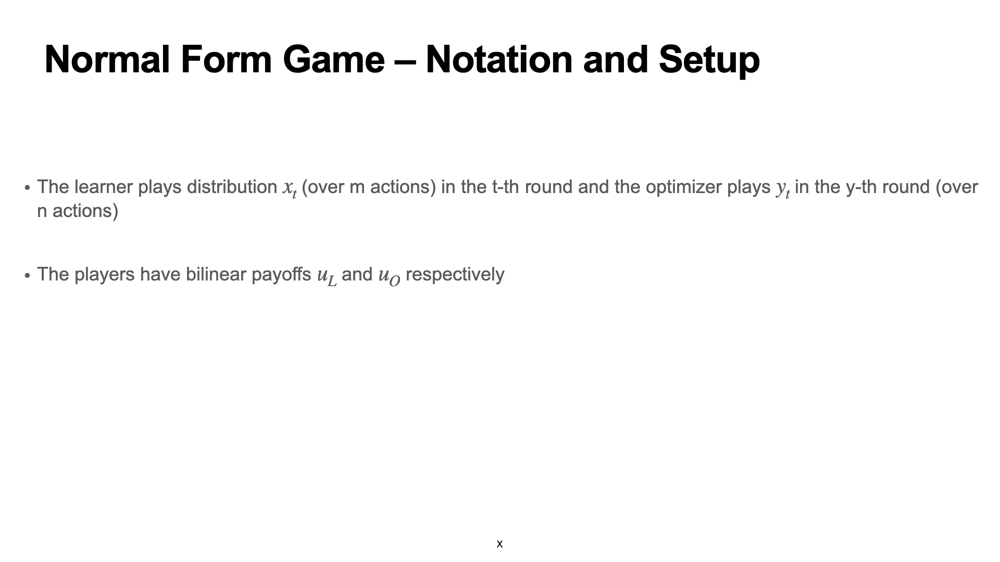 Normal Form Game – Notation and Setup
• The learner plays distribution $x_t$ (over m actions) in the t-th round and the optimizer plays $y_t$ in the y-th round (over
n actions)
• The players have bilinear payoffs $u_L$ and $u_O$ respectively
x